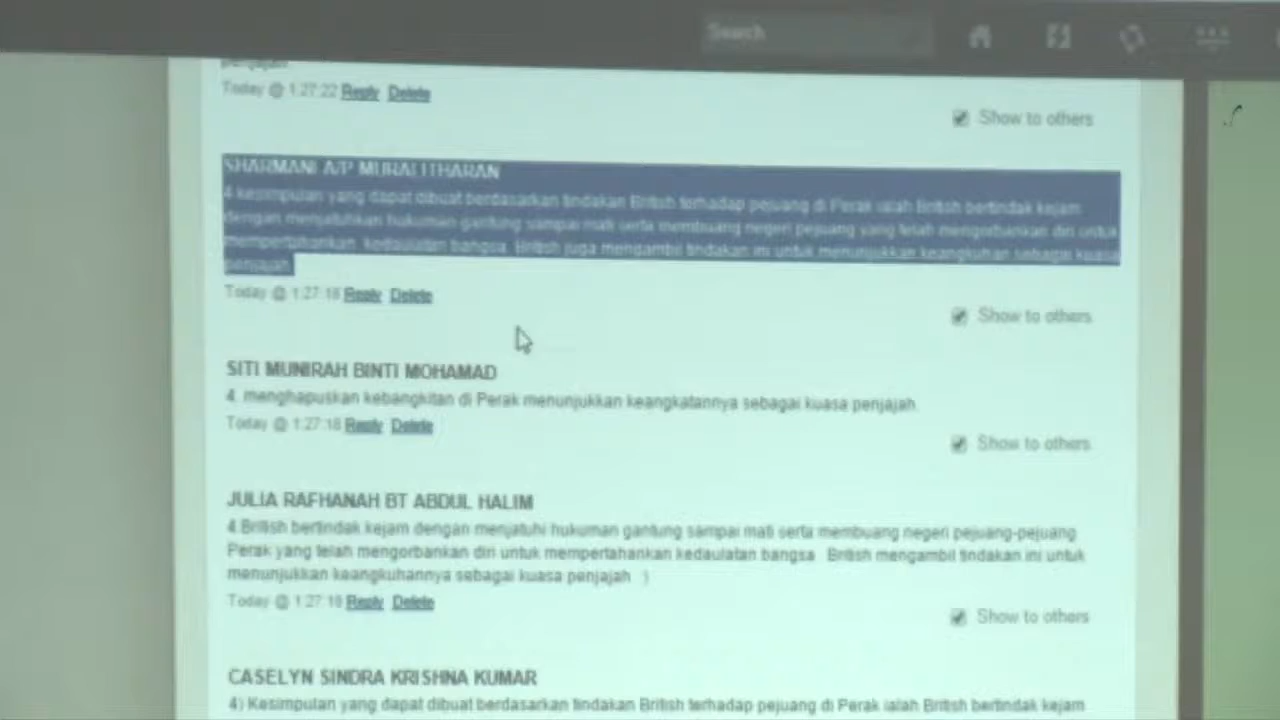 Search
penjajah.
Today @ 1:27:22 Reply Delete
Show to others
SHARMANI A/P MURALITHARAN
4.kesimpulan yang dapat dibuat berdasarkan tindakan British terhadap pejuang di Perak ialah British bertindak kejam
dengan menjatuhkan hukuman gantung sampai mati serta membuang negeri pejuang yang telah mengorbankan diri untuk
mempertahankan kedaulatan bangsa. British juga mengambil tindakan ini untuk menunjukkan keangkuhan sebagai kuasa
penjajah.
Today @ 1:27:18 Reply Delete
Show to others
SITI MUNIRAH BINTI MOHAMAD
4. menghapuskan kebangkitan di Perak menunjukkan keangkatannya sebagai kuasa penjajah.
Today @ 1:27:18 Reply Delete
Show to others
JULIA RAFHANAH BT ABDUL HALIM
4.British bertindak kejam dengan menjatuhi hukuman gantung sampai mati serta membuang negeri pejuang-pejuang
Perak yang telah mengorbankan diri untuk mempertahankan kedaulatan bangsa. British mengambil tindakan ini untuk
menunjukkan keangkuhannya sebagai kuasa penjajah. :)
Today @ 1:27:18 Reply Delete
Show to others
CASELYN SINDRA KRISHNA KUMAR
4) Kesimpulan yang dapat dibuat berdasarkan tindakan British terhadap pejuang di Perak ialah British bertindak kejam